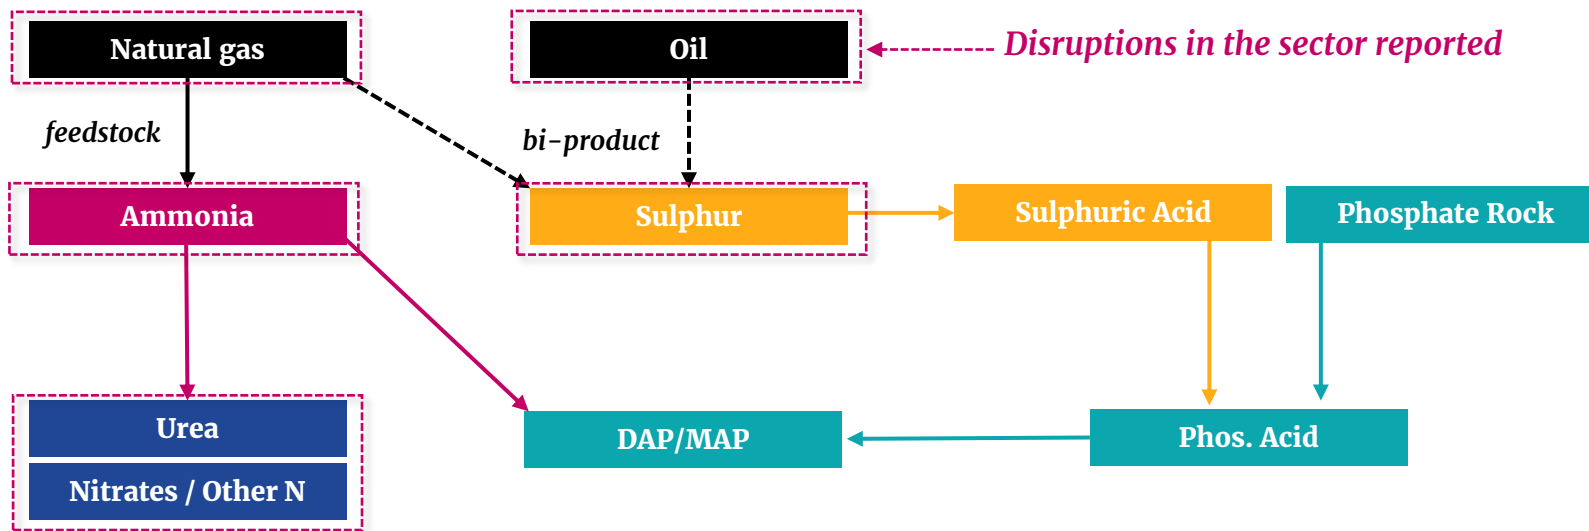 Natural gas
Oil
Disruptions in the sector reported
feedstock
bi-product
Ammonia
Sulphur
Sulphuric Acid
Phosphate Rock
Urea
DAP/MAP
Phos. Acid
Nitrates / Other N